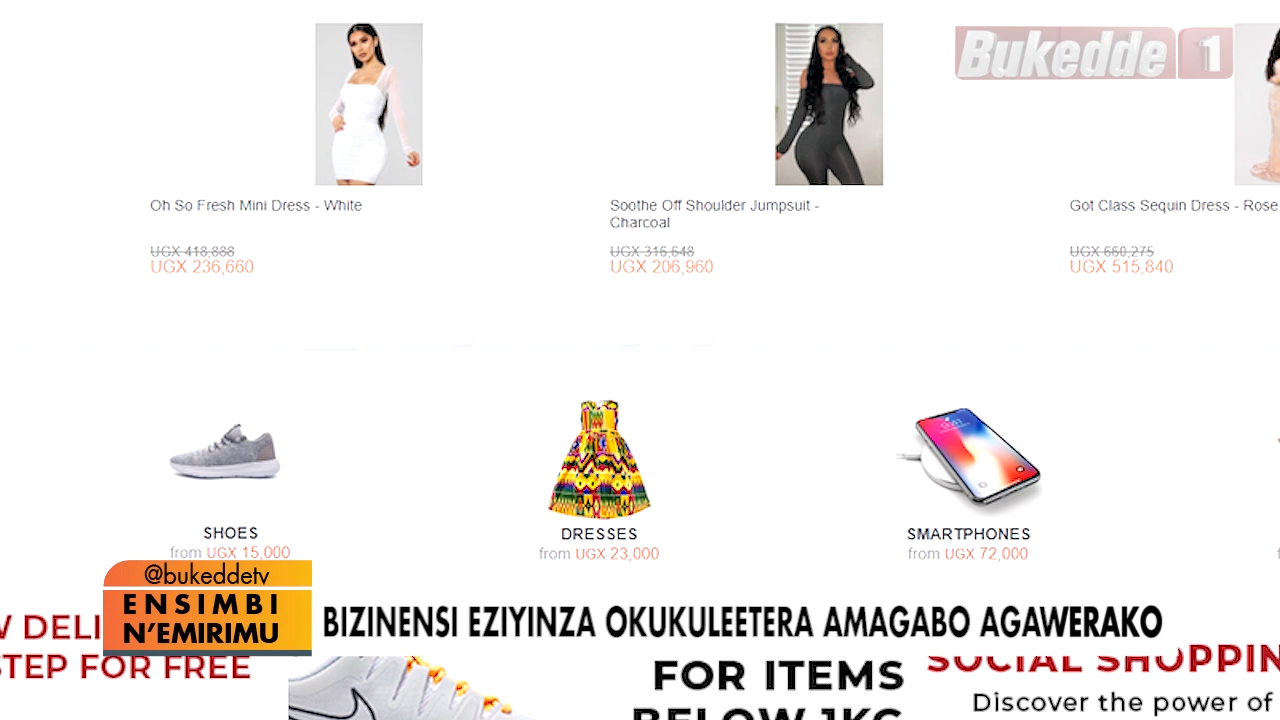 Bukedde 1
Oh So Fresh Mini Dress - White
UGX 418,888
UGX 236,660
Soothe Off Shoulder Jumpsuit -
Charcoal
UGX 316,648
UGX 206,960
Got Class Sequin Dress - Rose
UGX 660,275
UGX 515,840
SHOES
from UGX 15,000
DRESSES
from UGX 23,000
SMARTPHONES
from UGX 72,000
@bukeddetv
ENSIMBI
N'EMIRIMU
BIZINENSI EZIYINZA OKUKULEETERA AMAGABO AGAWERAKO
STEP FOR FREE
FOR ITEMS
BELOW 1KG
SOCIAL SHOPPIN
Discover the power of